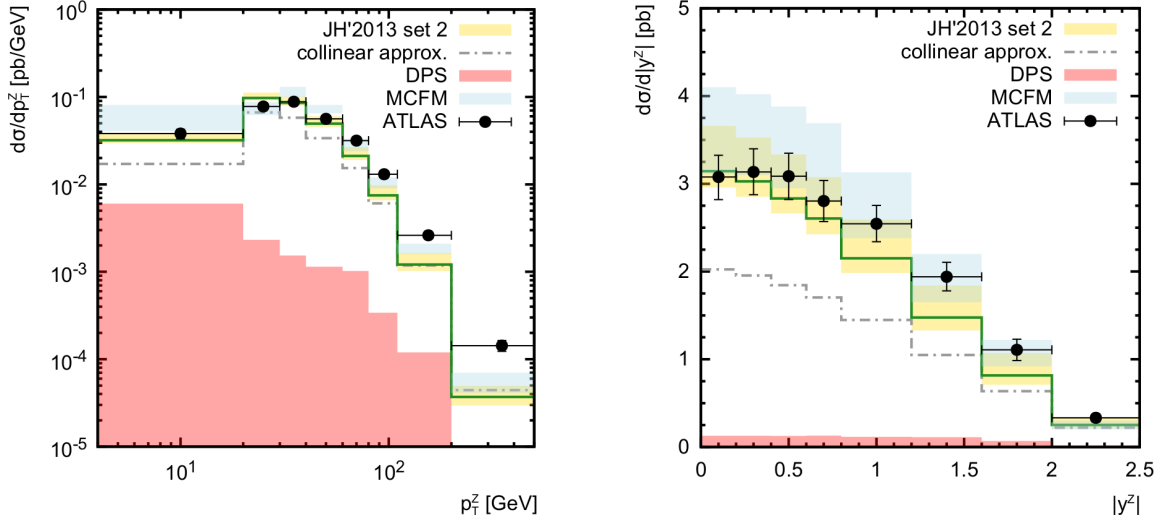 dσ/dp_T^Z [pb/GeV]
10^0
10^-1
10^-2
10^-3
10^-4
10^-5
JH'2013 set 2
collinear approx.
DPS
MCFM
ATLAS
10^1
10^2
p_T^Z [GeV]
dσ/d|y^Z| [pb]
5
4
3
2
1
0
JH'2013 set 2
collinear approx.
DPS
MCFM
ATLAS
0
0.5
1
1.5
2
2.5
|y^Z|